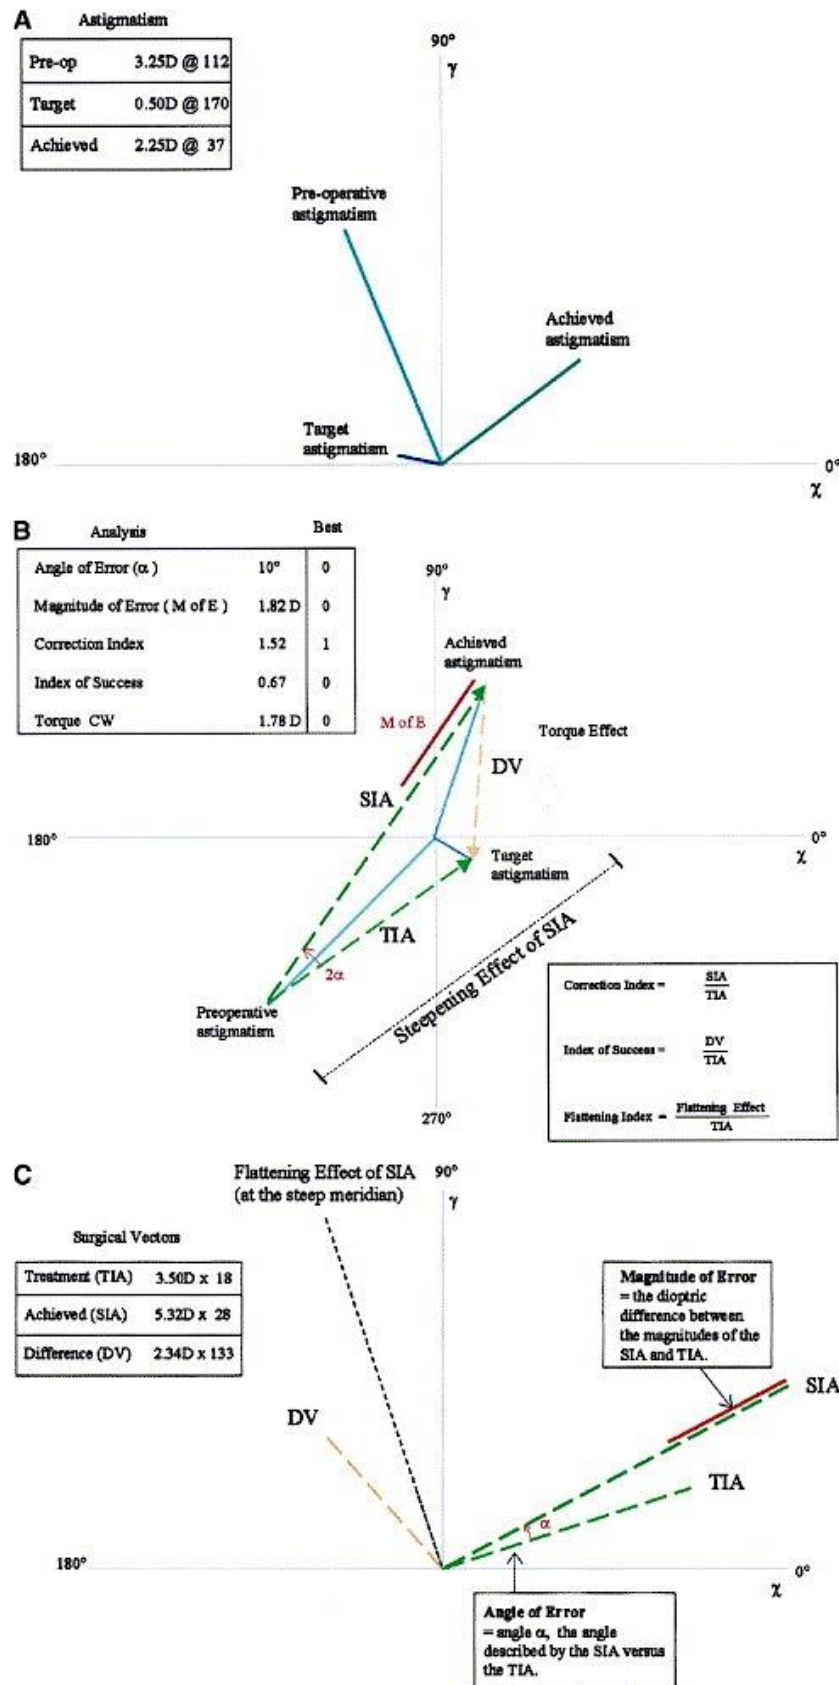 A
Astigmatism
Pre-op 3.25D @ 112
Target 0.50D @ 170
Achieved 2.25D @ 37
90°
γ
Pre-operative
astigmatism
Achieved
astigmatism
Target
astigmatism
180°
0°
χ
B
Analysis Best
Angle of Error (α) 10° 0
Magnitude of Error ( M of E ) 1.82 D 0
Correction Index 1.52 1
Index of Success 0.67 0
Torque CW 1.78 D 0
90°
γ
Achieved
astigmatism
M of E
Torque Effect
DV
SIA
180°
0°
χ
Target
astigmatism
TIA
2α
Steepening Effect of SIA
Preoperative
astigmatism
270°
Correction Index = SIA
TIA
Index of Success = DV
TIA
Flattening Index = Flattening Effect
TIA
C
Flattening Effect of SIA
(at the steep meridian)
90°
γ
Surgical Vectors
Treatment (TIA) 3.50D x 18
Achieved (SIA) 5.32D x 28
Difference (DV) 2.34D x 133
Magnitude of Error
= the dioptric
difference between
the magnitudes of the
SIA and TIA.
SIA
DV
TIA
α
180°
0°
χ
Angle of Error
= angle α, the angle
described by the SIA versus
the TIA.